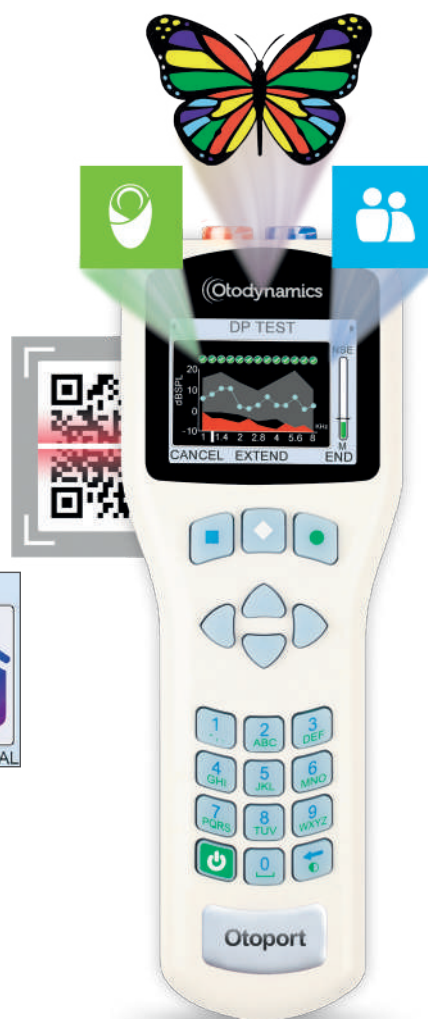 Otodynamics
DP TEST
NSE
dBSPL
20
10
0
-10
1 1.4 2 2.8 4 5.6 8 KHz
M
CANCEL EXTEND END
AL
1
2 ABC
3 DEF
4 GHI
5 JKL
6 MNO
7 PQRS
8 TUV
9 WXYZ
0
Otoport